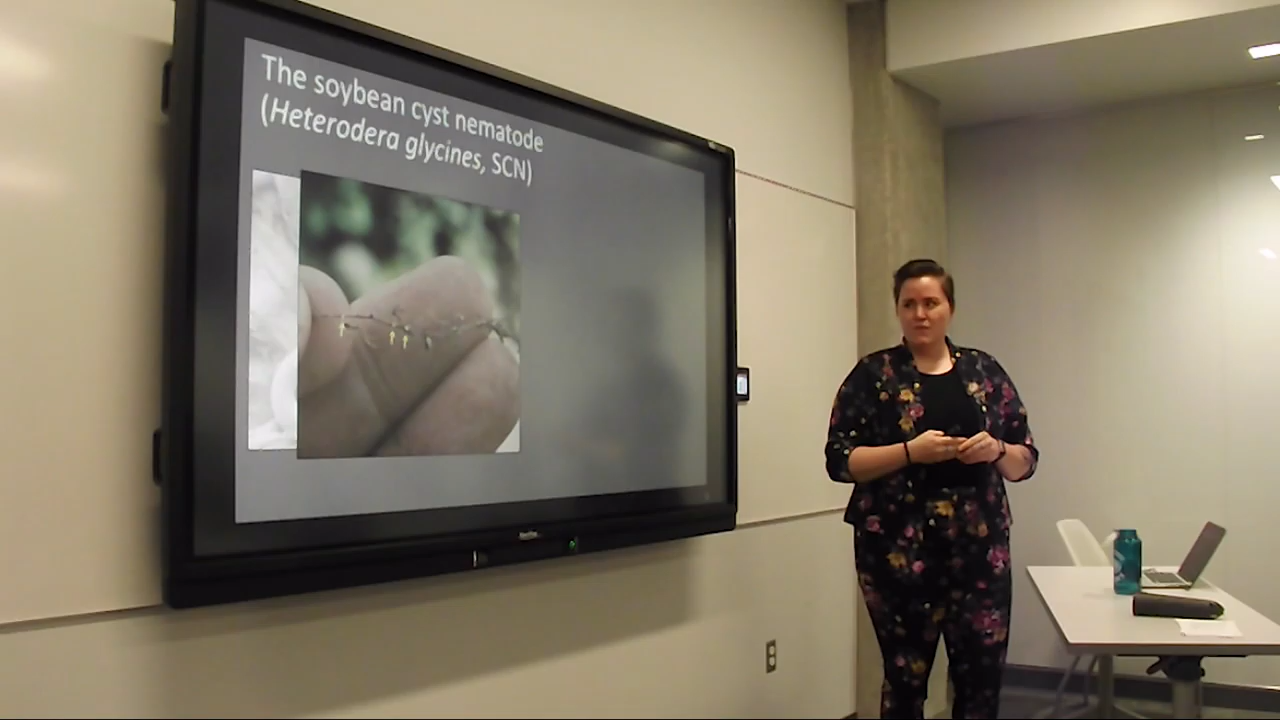 The soybean cyst nematode
(Heterodera glycines, SCN)